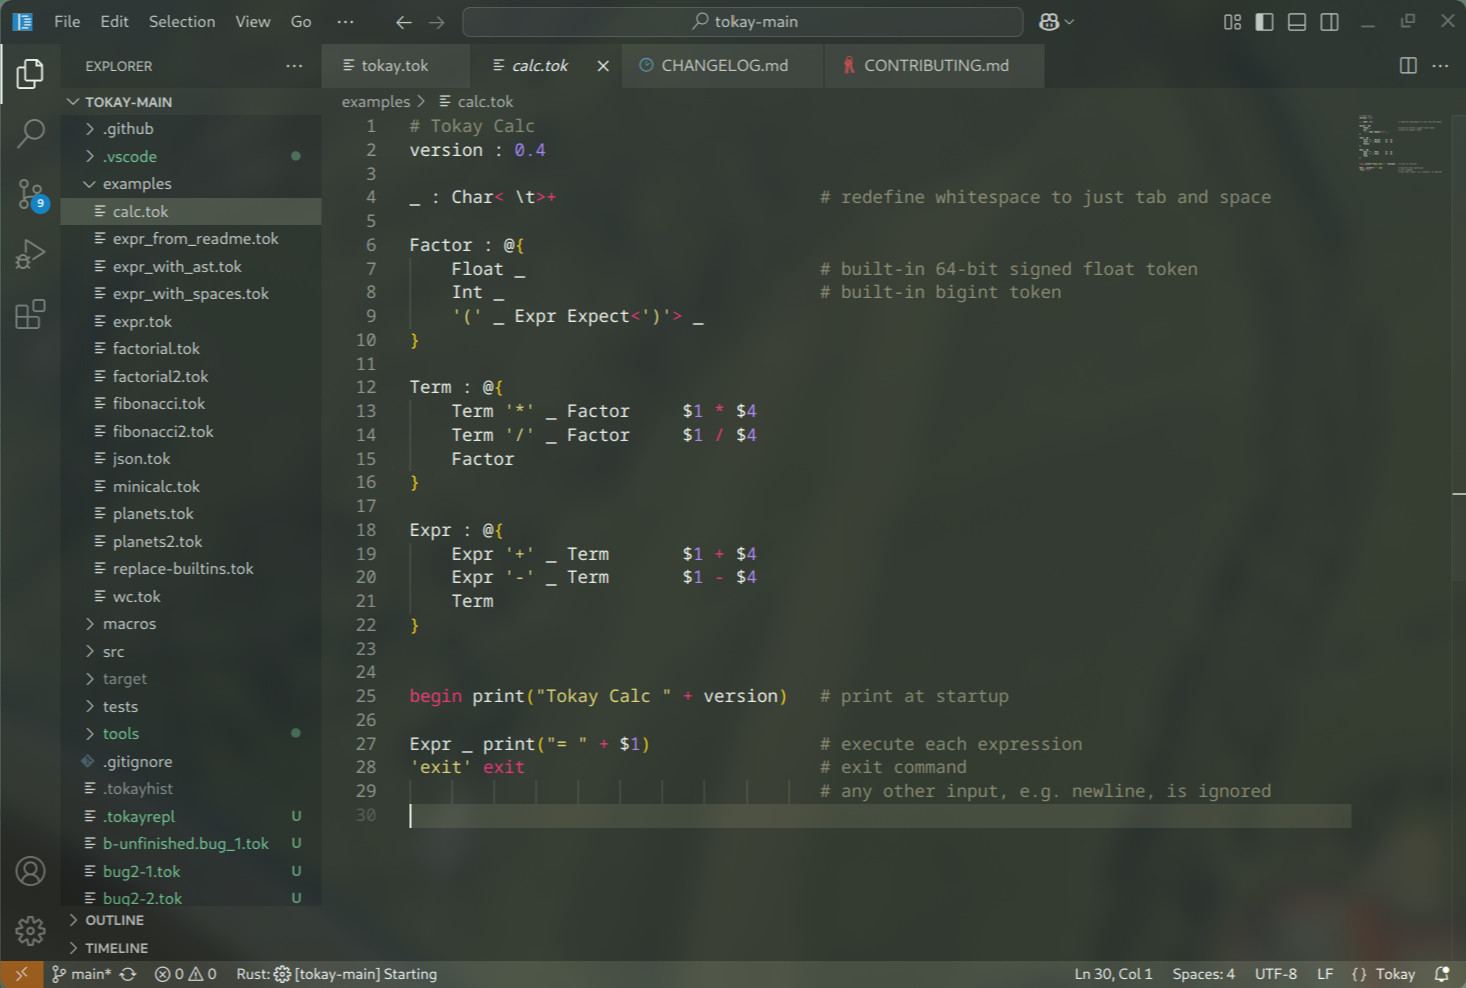 File Edit Selection View Go ··· tokay-main
EXPLORER ···
TOKAY-MAIN
.github
.vscode
examples
calc.tok
expr_from_readme.tok
expr_with_ast.tok
expr_with_spaces.tok
expr.tok
factorial.tok
factorial2.tok
fibonacci.tok
fibonacci2.tok
json.tok
minicalc.tok
planets.tok
planets2.tok
replace-builtins.tok
wc.tok
macros
src
target
tests
tools
.gitignore
.tokayhist
.tokayrepl U
b-unfinished.bug_1.tok U
bug2-1.tok U
bug2-2.tok U
OUTLINE
TIMELINE
9
tokay.tok calc.tok CHANGELOG.md CONTRIBUTING.md ···
examples > calc.tok
1 # Tokay Calc
2 version : 0.4
3
4 _ : Char< \t>+ # redefine whitespace to just tab and space
5
6 Factor : @{
7 Float _ # built-in 64-bit signed float token
8 Int _ # built-in bigint token
9 '(' _ Expr Expect<')'> _
10 }
11
12 Term : @{
13 Term '*' _ Factor $1 * $4
14 Term '/' _ Factor $1 / $4
15 Factor
16 }
17
18 Expr : @{
19 Expr '+' _ Term $1 + $4
20 Expr '-' _ Term $1 - $4
21 Term
22 }
23
24
25 begin print("Tokay Calc " + version) # print at startup
26
27 Expr _ print("= " + $1) # execute each expression
28 'exit' exit # exit command
29 # any other input, e.g. newline, is ignored
30
main* 0 0 Rust: [tokay-main] Starting Ln 30, Col 1 Spaces: 4 UTF-8 LF {} Tokay